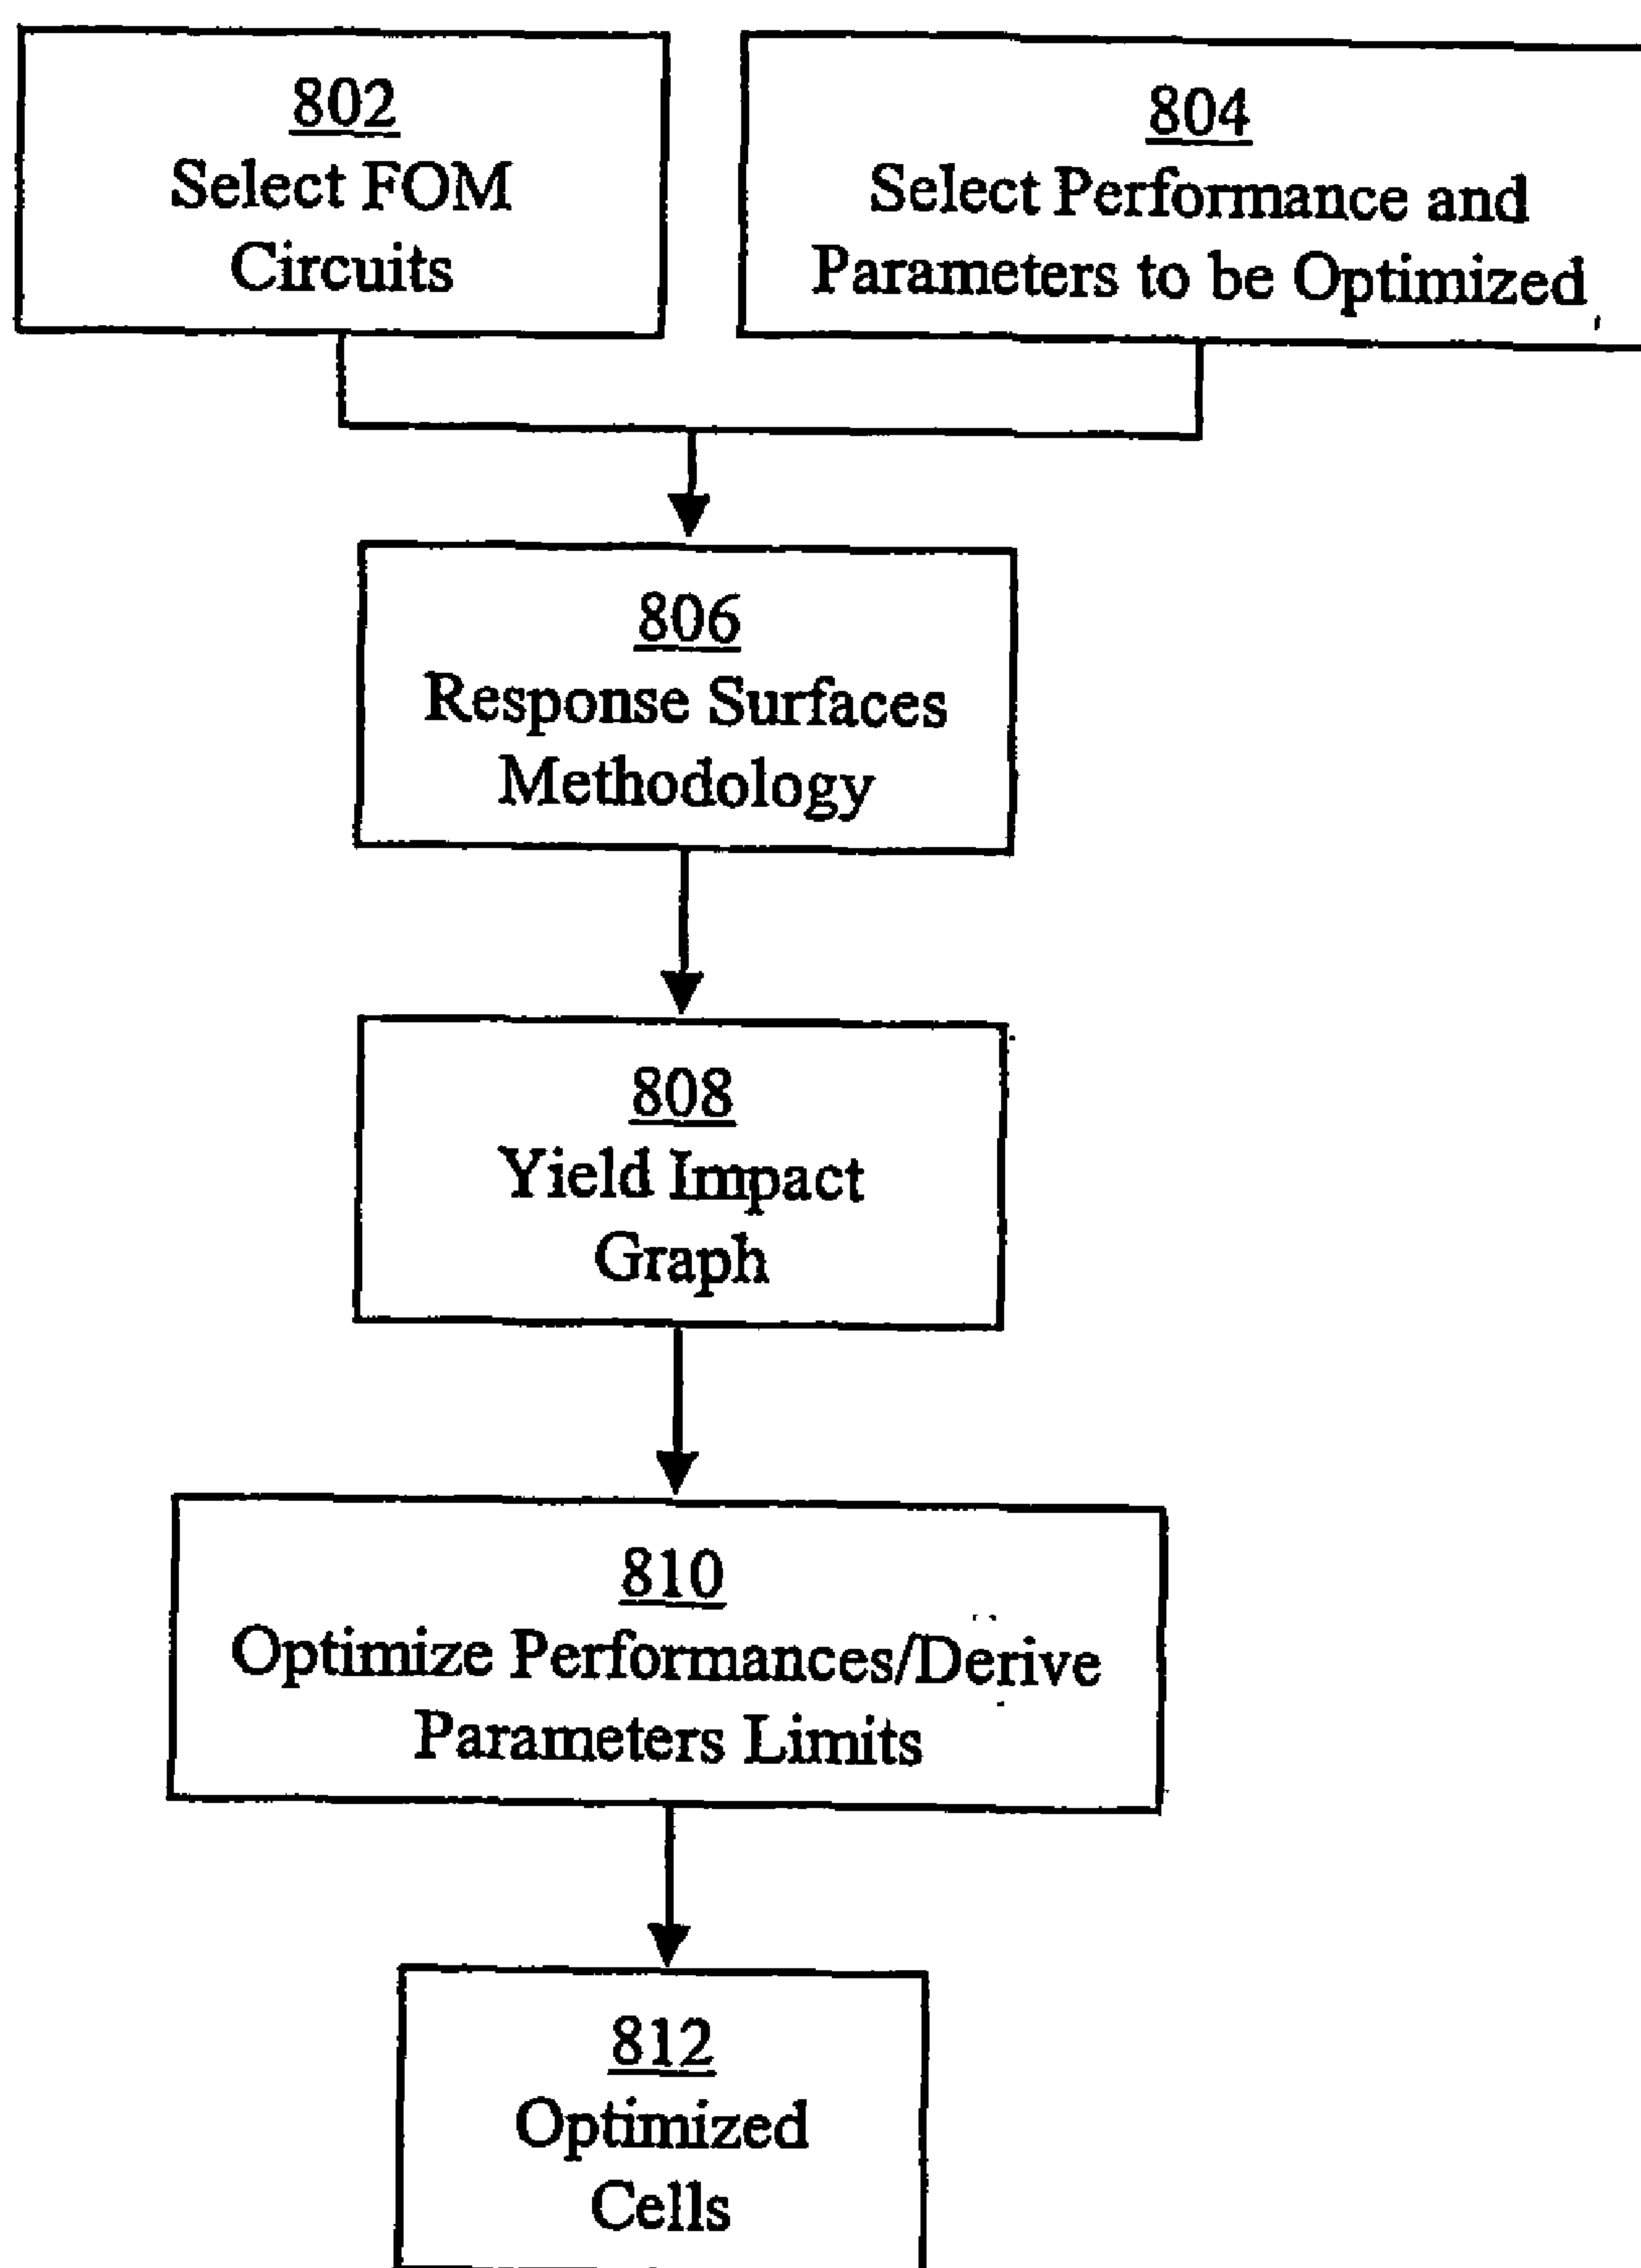 802
Select FOM
Circuits
804
Select Performance and
Parameters to be Optimized
806
Response Surfaces
Methodology
808
Yield Impact
Graph
810
Optimize Performances/Derive
Parameters Limits
812
Optimized
Cells